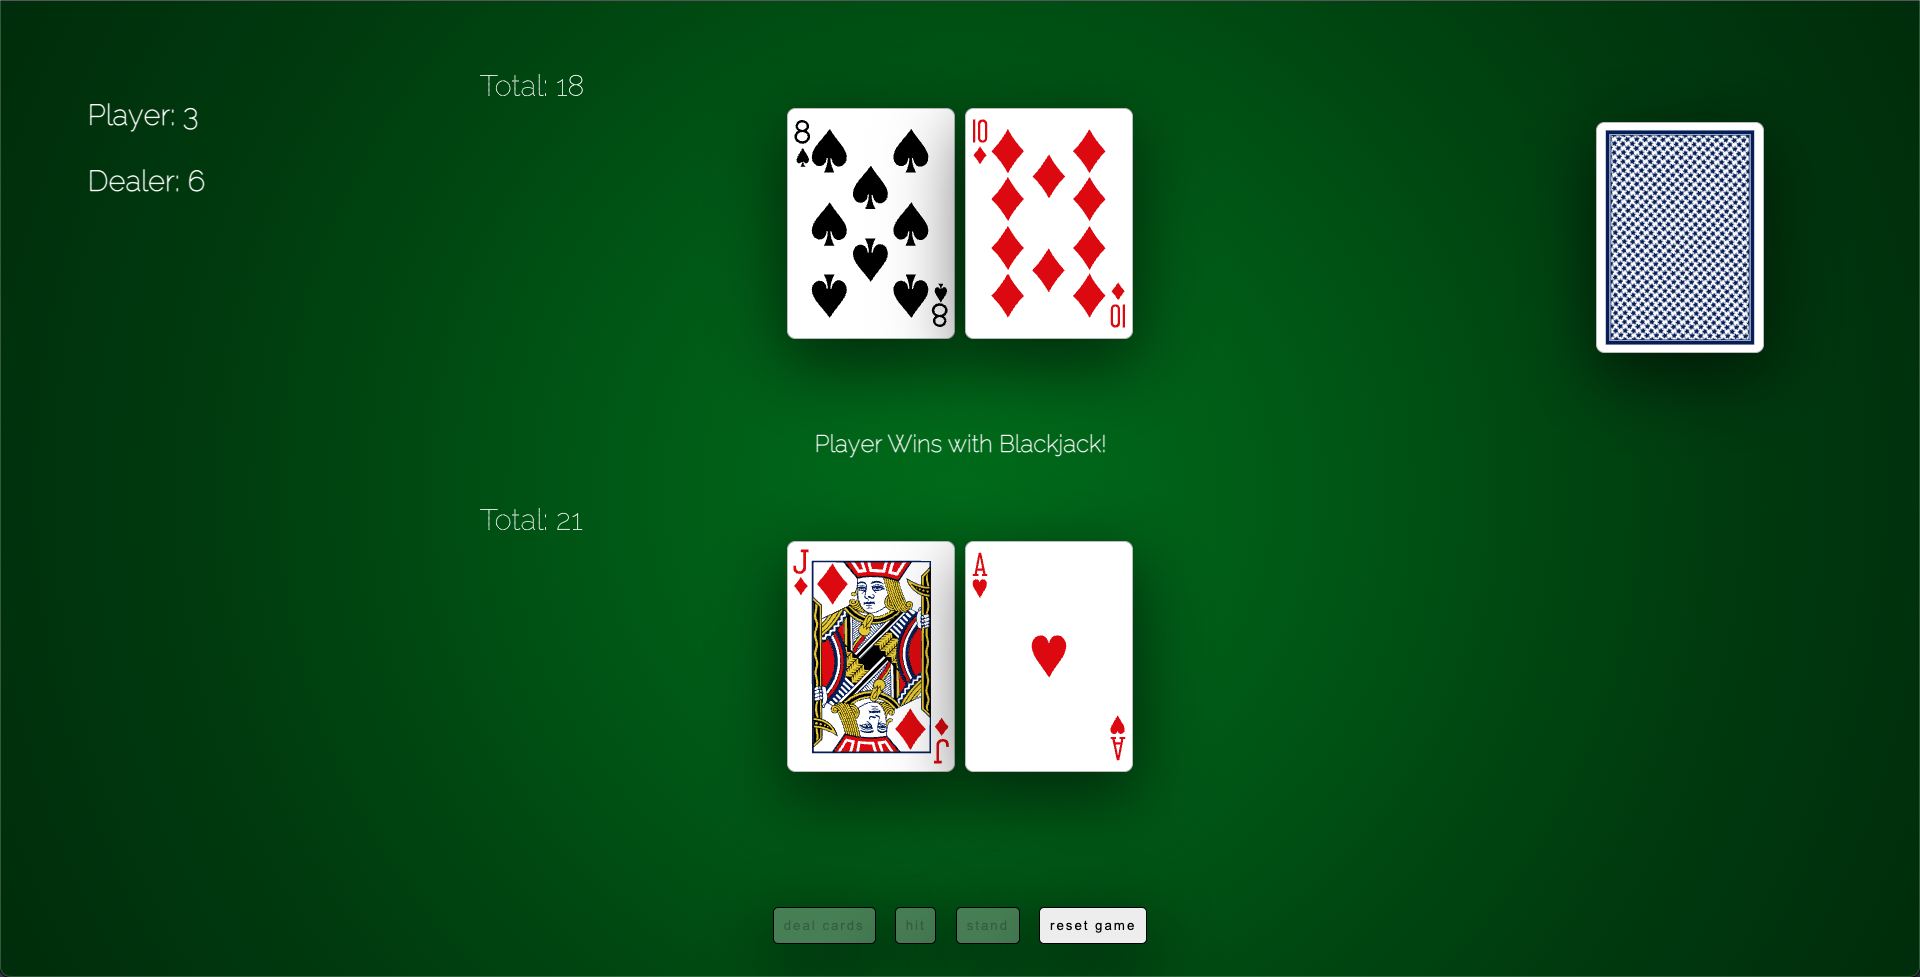 Player: 3
Dealer: 6
Total: 18
8
8
10
10
Player Wins with Blackjack!
Total: 21
J
J
A
A
deal cards
hit
stand
reset game